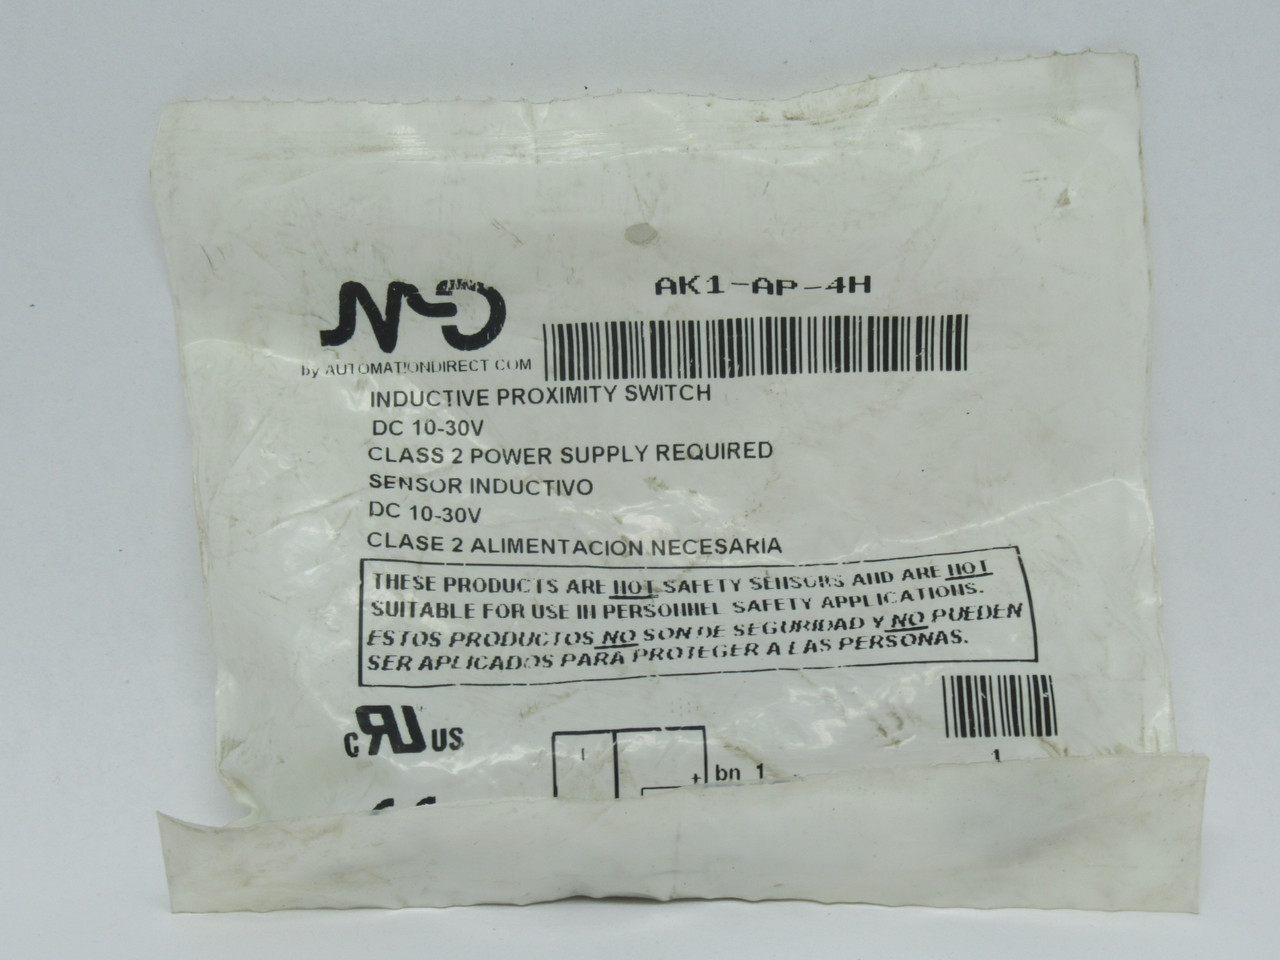 AK1-AP-4H
by AUTOMATIONDIRECT COM
INDUCTIVE PROXIMITY SWITCH
DC 10-30V
CLASS 2 POWER SUPPLY REQUIRED
SENSOR INDUCTIVO
DC 10-30V
CLASE 2 ALIMENTACION NECESARIA
THESE PRODUCTS ARE NOT SAFETY SENSORS AND ARE NOT
SUITABLE FOR USE IN PERSONNEL SAFETY APPLICATIONS.
ESTOS PRODUCTOS NO SON DE SEGURIDAD Y NO PUEDEN
SER APLICADOS PARA PROTEGER A LAS PERSONAS.
c RU US
1
+ bn 1